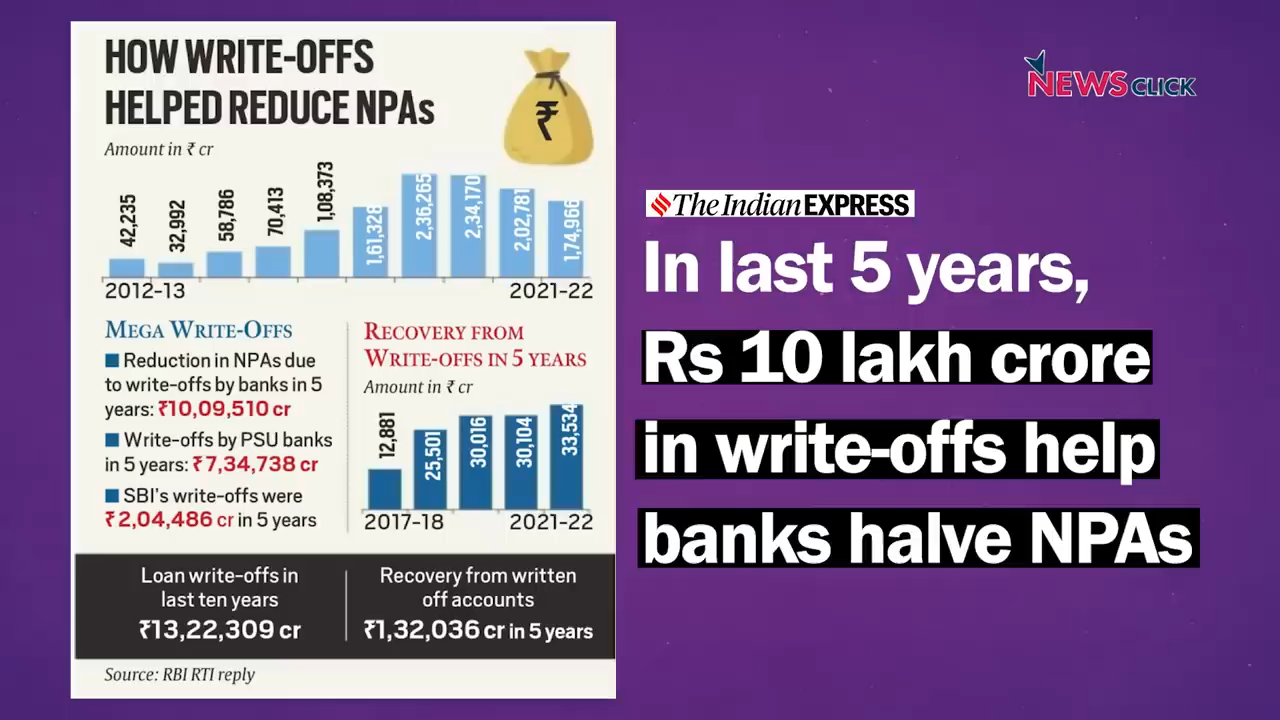 HOW WRITE-OFFS
HELPED REDUCE NPAs
Amount in ₹ cr
₹
42,235
32,992
58,786
70,413
1,08,373
1,61,328
2,36,265
2,34,170
2,02,781
1,74,966
2012-13
2021-22
MEGA WRITE-OFFS
Reduction in NPAs due
to write-offs by banks in 5
years: ₹10,09,510 cr
Write-offs by PSU banks
in 5 years: ₹7,34,738 cr
SBI's write-offs were
₹2,04,486 cr in 5 years
RECOVERY FROM
WRITE-OFFS IN 5 YEARS
Amount in ₹ cr
12,881
25,501
30,016
30,104
33,534
2017-18
2021-22
Loan write-offs in
last ten years
₹13,22,309 cr
Recovery from written
off accounts
₹1,32,036 cr in 5 years
Source: RBI RTI reply
NEWSCLICK
The Indian EXPRESS
In last 5 years,
Rs 10 lakh crore
in write-offs help
banks halve NPAs